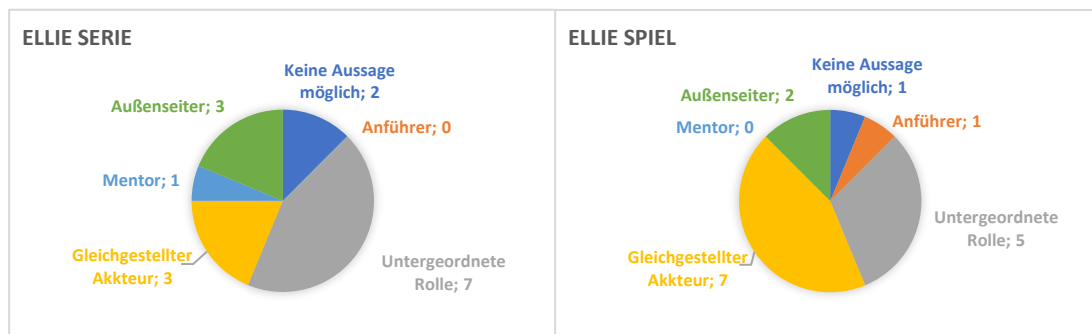 ELLIE SERIE
Keine Aussage
möglich; 2
Anführer; 0
Untergeordnete
Rolle; 7
Gleichgestellter
Akkteur; 3
Mentor; 1
Außenseiter; 3
ELLIE SPIEL
Keine Aussage
möglich; 1
Anführer; 1
Untergeordnete
Rolle; 5
Gleichgestellter
Akkteur; 7
Mentor; 0
Außenseiter; 2